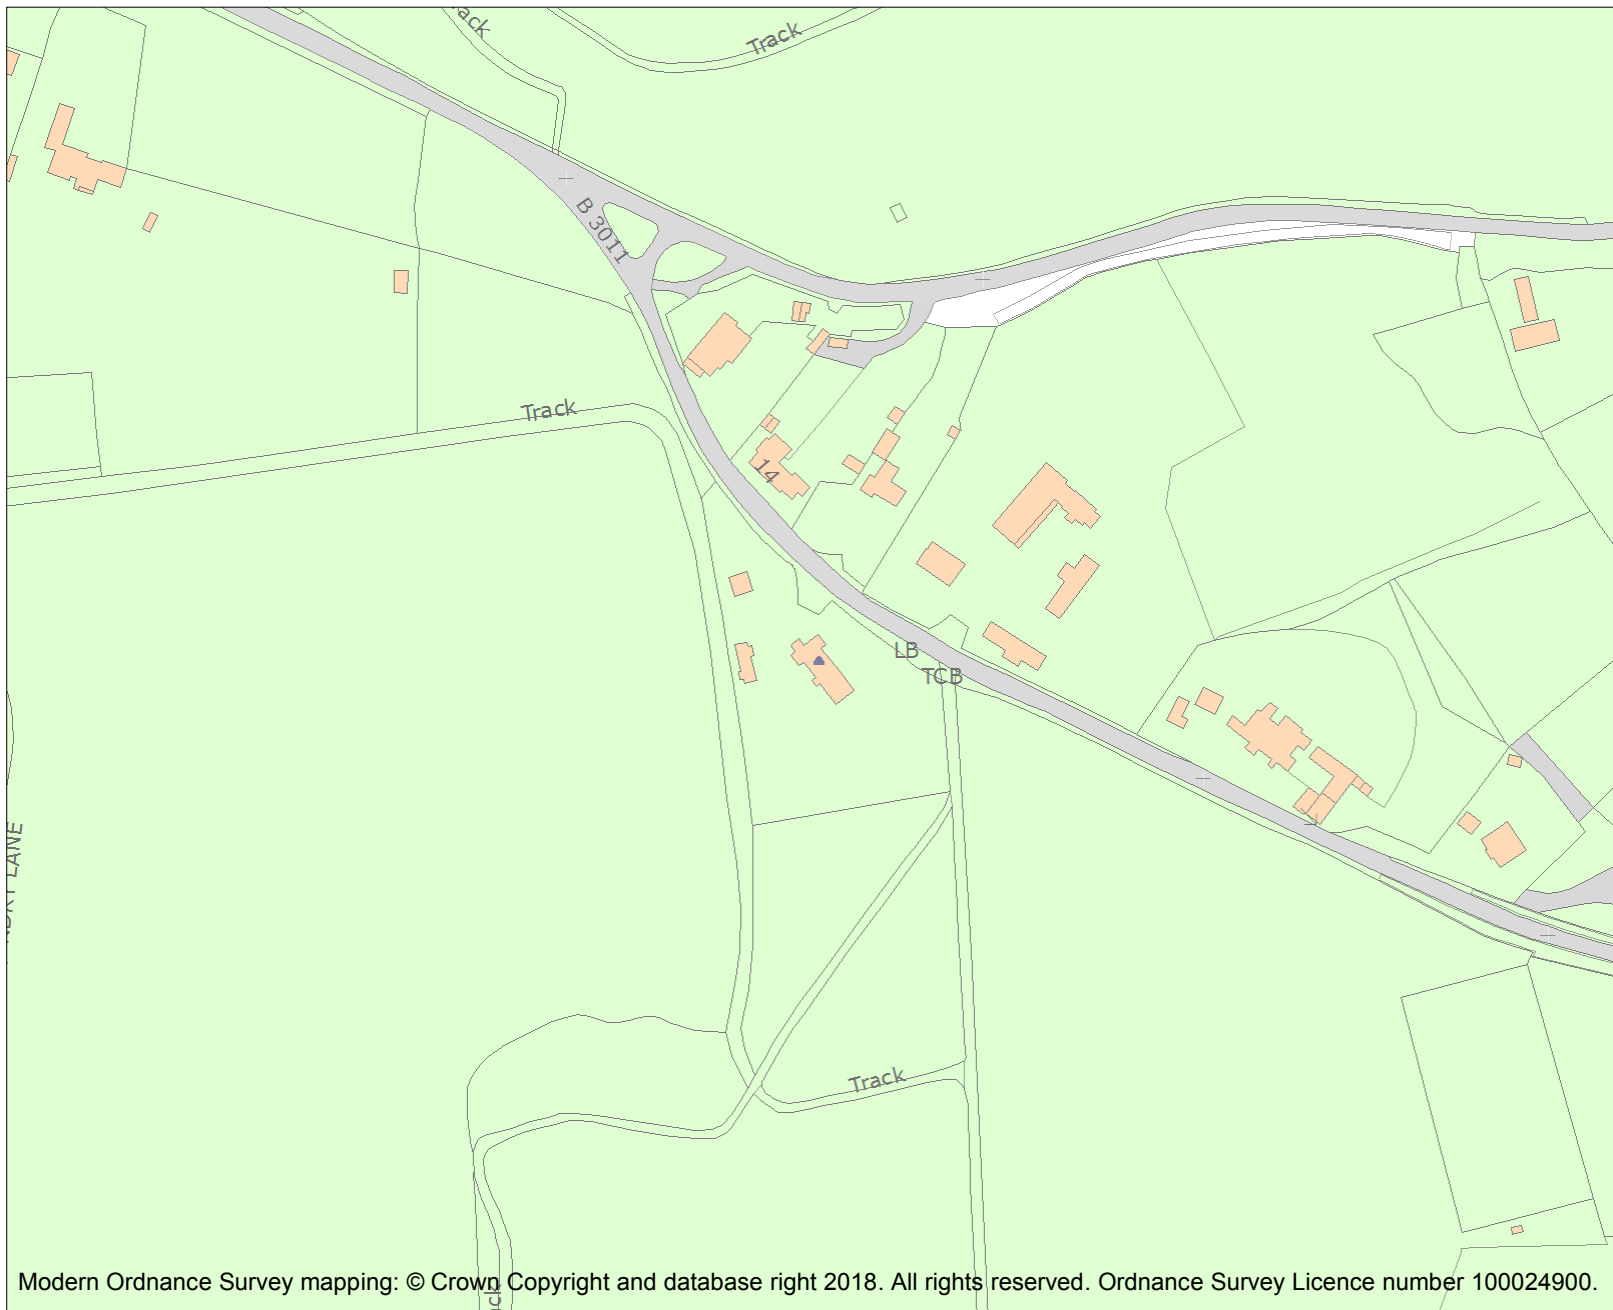 Track
B 3011
Track
14
LB
TCB
LANE
Track
Modern Ordnance Survey mapping: © Crown Copyright and database right 2018. All rights reserved. Ordnance Survey Licence number 100024900.